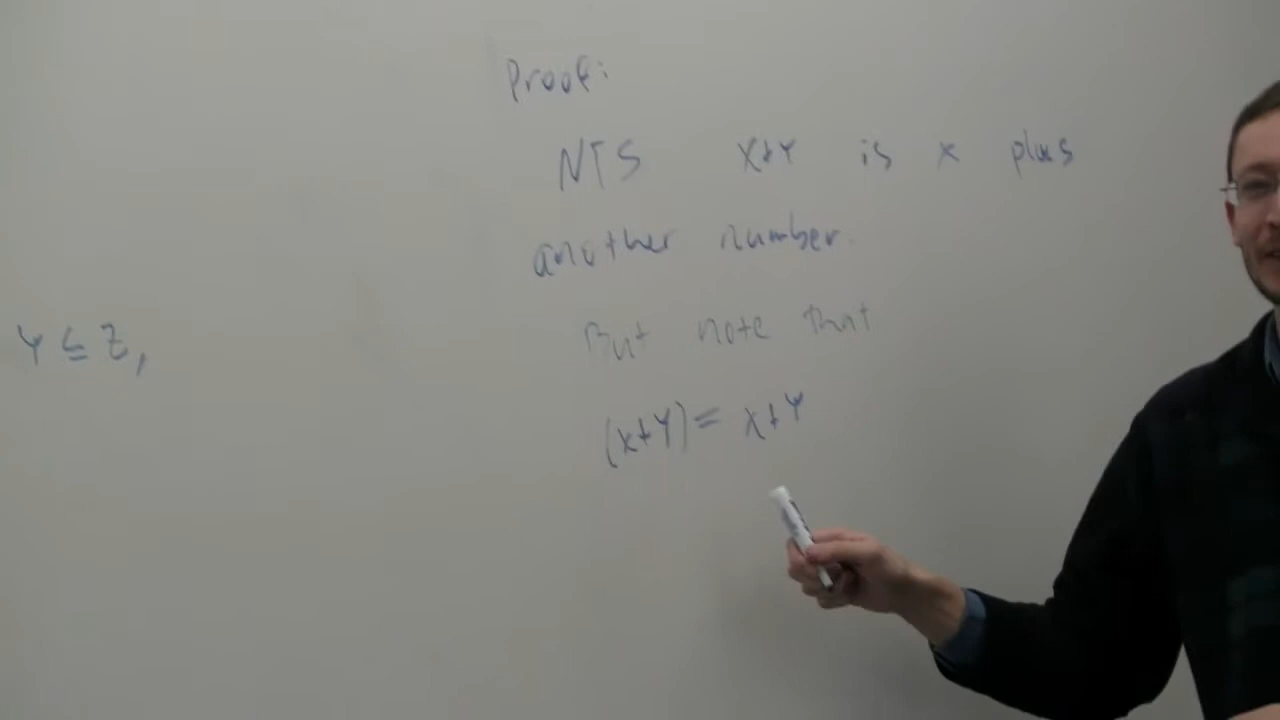 Proof:
NTS x+y is x plus
another number.
But note that
(x+y) = x+y
y ≤ z,